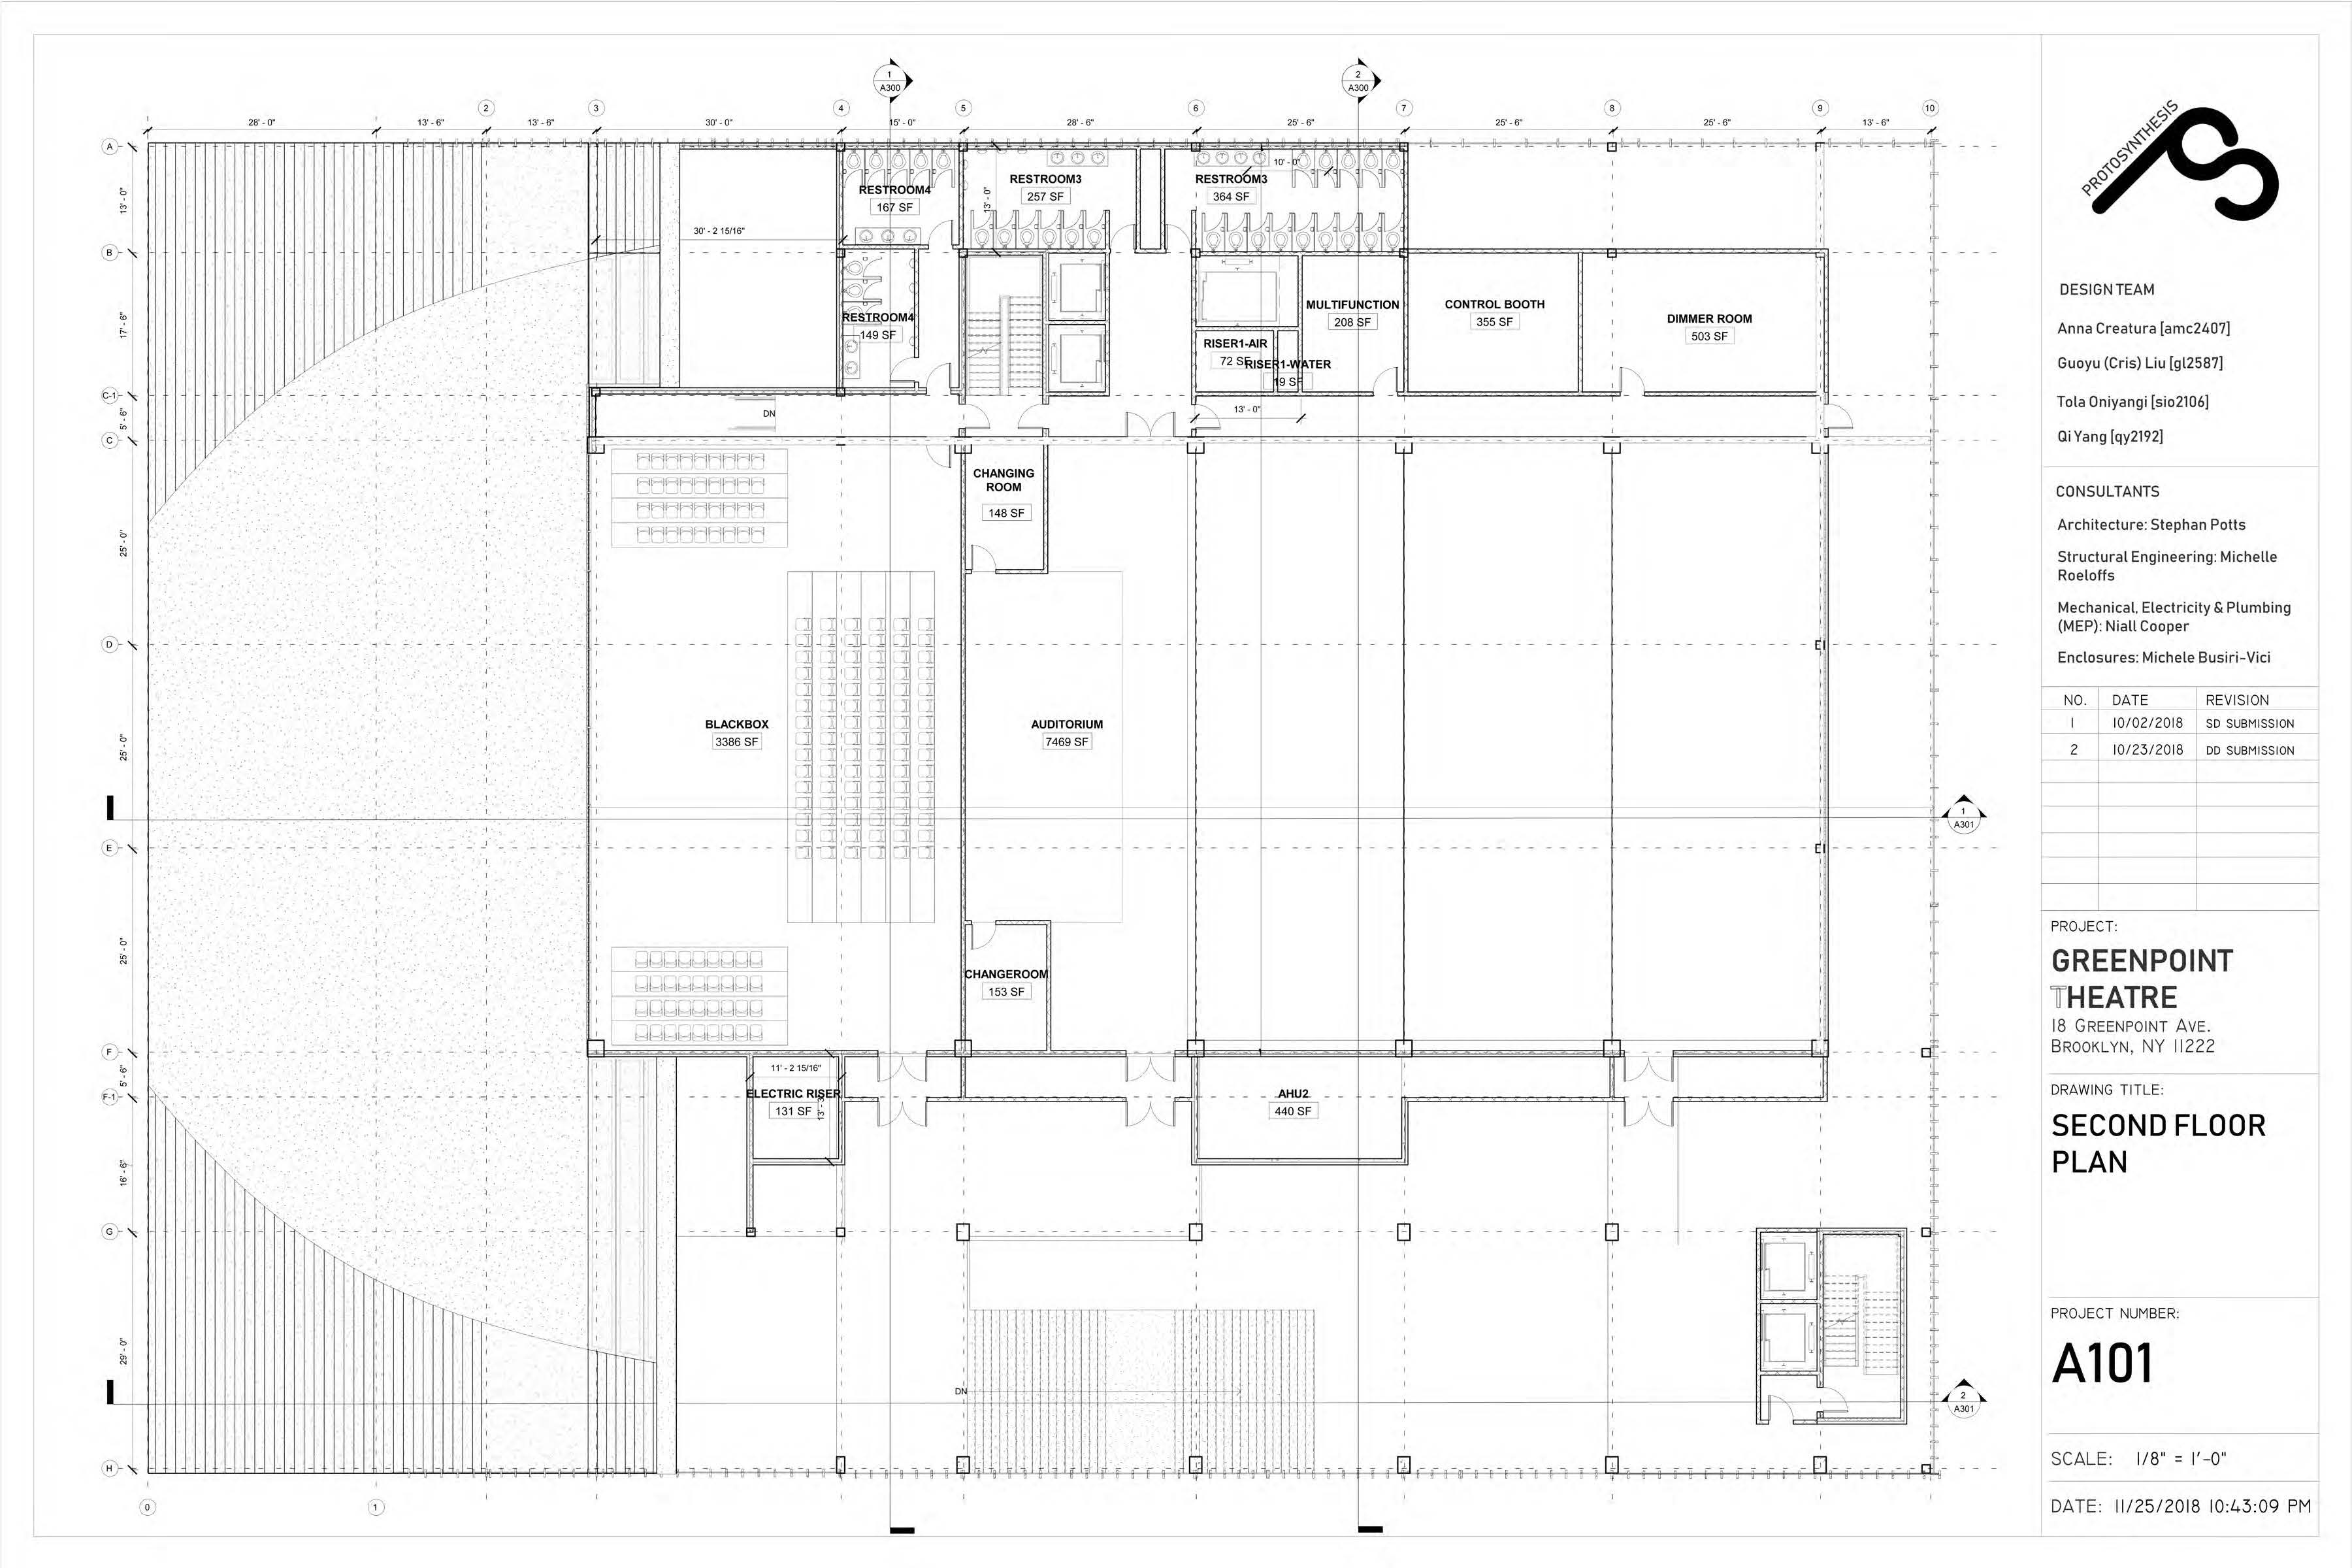 1
A300
2
A300
2
3
4
5
6
7
8
9
10
28' - 0"
13' - 6"
13' - 6"
30' - 0"
15' - 0"
28' - 6"
25' - 6"
25' - 6"
25' - 6"
13' - 6"
A
B
C-1
C
D
E
F
F-1
G
H
13' - 0"
17' - 6"
5' - 6"
25' - 0"
25' - 0"
25' - 0"
5' - 6"
16' - 6"
29' - 0"
0
1
RESTROOM4
167 SF
RESTROOM3
257 SF
13' - 0"
RESTROOM3
364 SF
10' - 0"
30' - 2 15/16"
RESTROOM4
149 SF
MULTIFUNCTION
208 SF
CONTROL BOOTH
355 SF
DIMMER ROOM
503 SF
RISER1-AIR
72 SF
RISER1-WATER
19 SF
DN
13' - 0"
CHANGING
ROOM
148 SF
BLACKBOX
3386 SF
AUDITORIUM
7469 SF
1
A301
CHANGEROOM
153 SF
11' - 2 15/16"
ELECTRIC RISER
131 SF
AHU2
440 SF
DN
2
A301
PROTOSYNTHESIS
DESIGN TEAM
Anna Creatura [amc2407]
Guoyu (Cris) Liu [gl2587]
Tola Oniyangi [sio2106]
Qi Yang [qy2192]
CONSULTANTS
Architecture: Stephan Potts
Structural Engineering: Michelle
Roeloffs
Mechanical, Electricity & Plumbing
(MEP): Niall Cooper
Enclosures: Michele Busiri-Vici
NO. DATE REVISION
1 10/02/2018 SD SUBMISSION
2 10/23/2018 DD SUBMISSION
PROJECT:
GREENPOINT
THEATRE
18 GREENPOINT AVE.
BROOKLYN, NY 11222
DRAWING TITLE:
SECOND FLOOR
PLAN
PROJECT NUMBER:
A101
SCALE: 1/8" = 1'-0"
DATE: 11/25/2018 10:43:09 PM